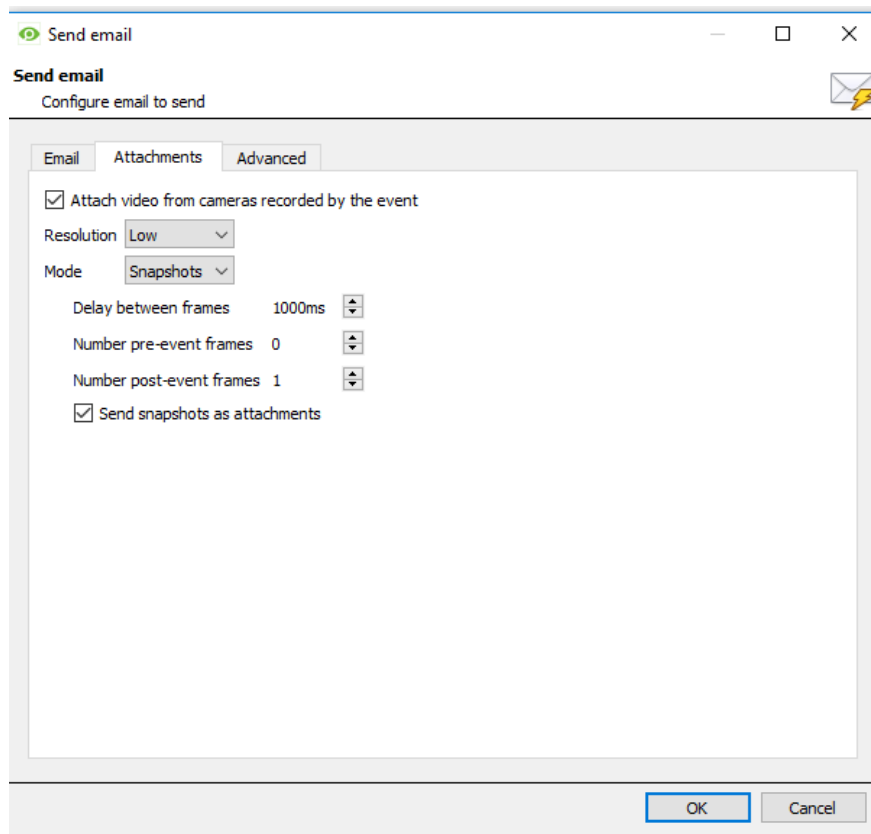 Send email
Send email
Configure email to send
Email Attachments Advanced
Attach video from cameras recorded by the event
Resolution Low
Mode Snapshots
Delay between frames 1000ms
Number pre-event frames 0
Number post-event frames 1
Send snapshots as attachments
OK Cancel